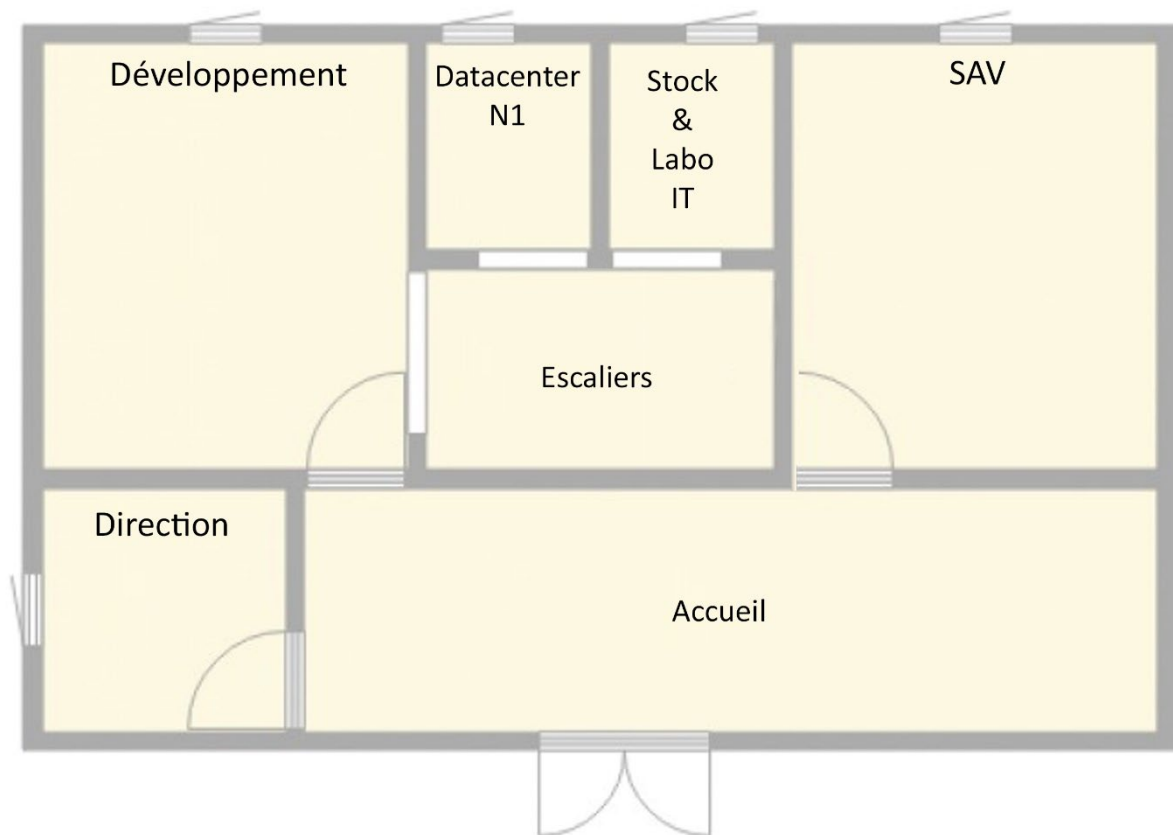 Développement
Datacenter
N1
Stock
&
Labo
IT
SAV
Escaliers
Direction
Accueil